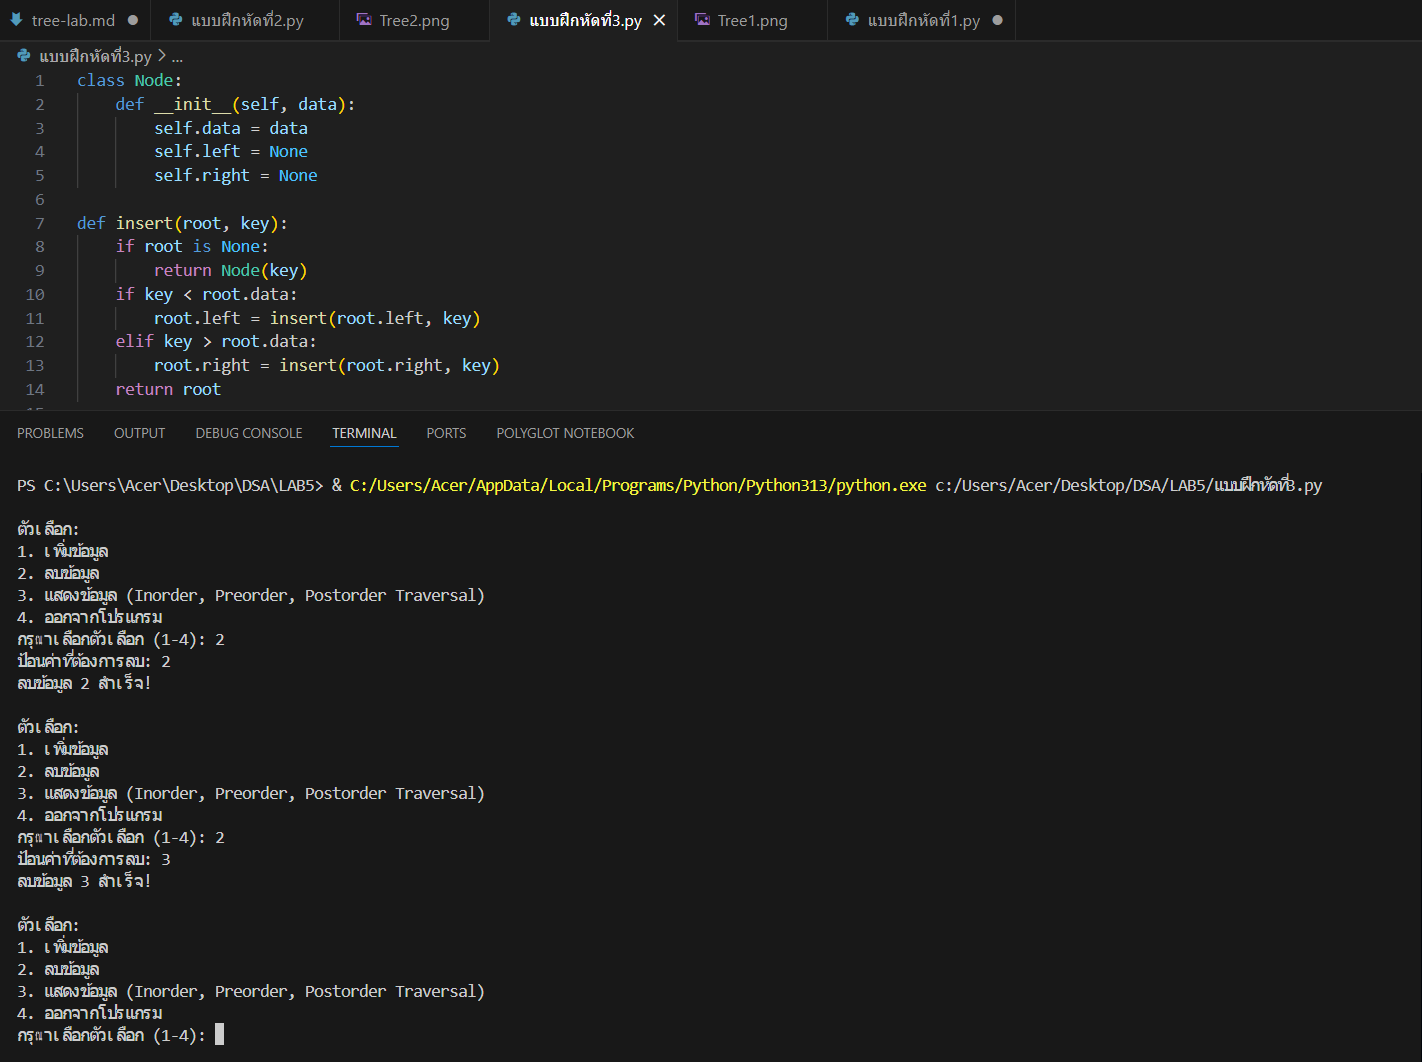 tree-lab.md ● แบบฝึกหัดที่2.py Tree2.png แบบฝึกหัดที่3.py × Tree1.png แบบฝึกหัดที่1.py ●
แบบฝึกหัดที่3.py > ...
1 class Node:
2     def __init__(self, data):
3         self.data = data
4         self.left = None
5         self.right = None
6
7 def insert(root, key):
8     if root is None:
9         return Node(key)
10     if key < root.data:
11         root.left = insert(root.left, key)
12     elif key > root.data:
13         root.right = insert(root.right, key)
14     return root
PROBLEMS OUTPUT DEBUG CONSOLE TERMINAL PORTS POLYGLOT NOTEBOOK
PS C:\Users\Acer\Desktop\DSA\LAB5> & C:/Users/Acer/AppData/Local/Programs/Python/Python313/python.exe c:/Users/Acer/Desktop/DSA/LAB5/แบบฝึกหัดที่3.py
ตัวเลือก:
1. เพิ่มข้อมูล
2. ลบข้อมูล
3. แสดงข้อมูล (Inorder, Preorder, Postorder Traversal)
4. ออกจากโปรแกรม
กรุณาเลือกตัวเลือก (1-4): 2
ป้อนค่าที่ต้องการลบ: 2
ลบข้อมูล 2 สำเร็จ!
ตัวเลือก:
1. เพิ่มข้อมูล
2. ลบข้อมูล
3. แสดงข้อมูล (Inorder, Preorder, Postorder Traversal)
4. ออกจากโปรแกรม
กรุณาเลือกตัวเลือก (1-4): 2
ป้อนค่าที่ต้องการลบ: 3
ลบข้อมูล 3 สำเร็จ!
ตัวเลือก:
1. เพิ่มข้อมูล
2. ลบข้อมูล
3. แสดงข้อมูล (Inorder, Preorder, Postorder Traversal)
4. ออกจากโปรแกรม
กรุณาเลือกตัวเลือก (1-4):